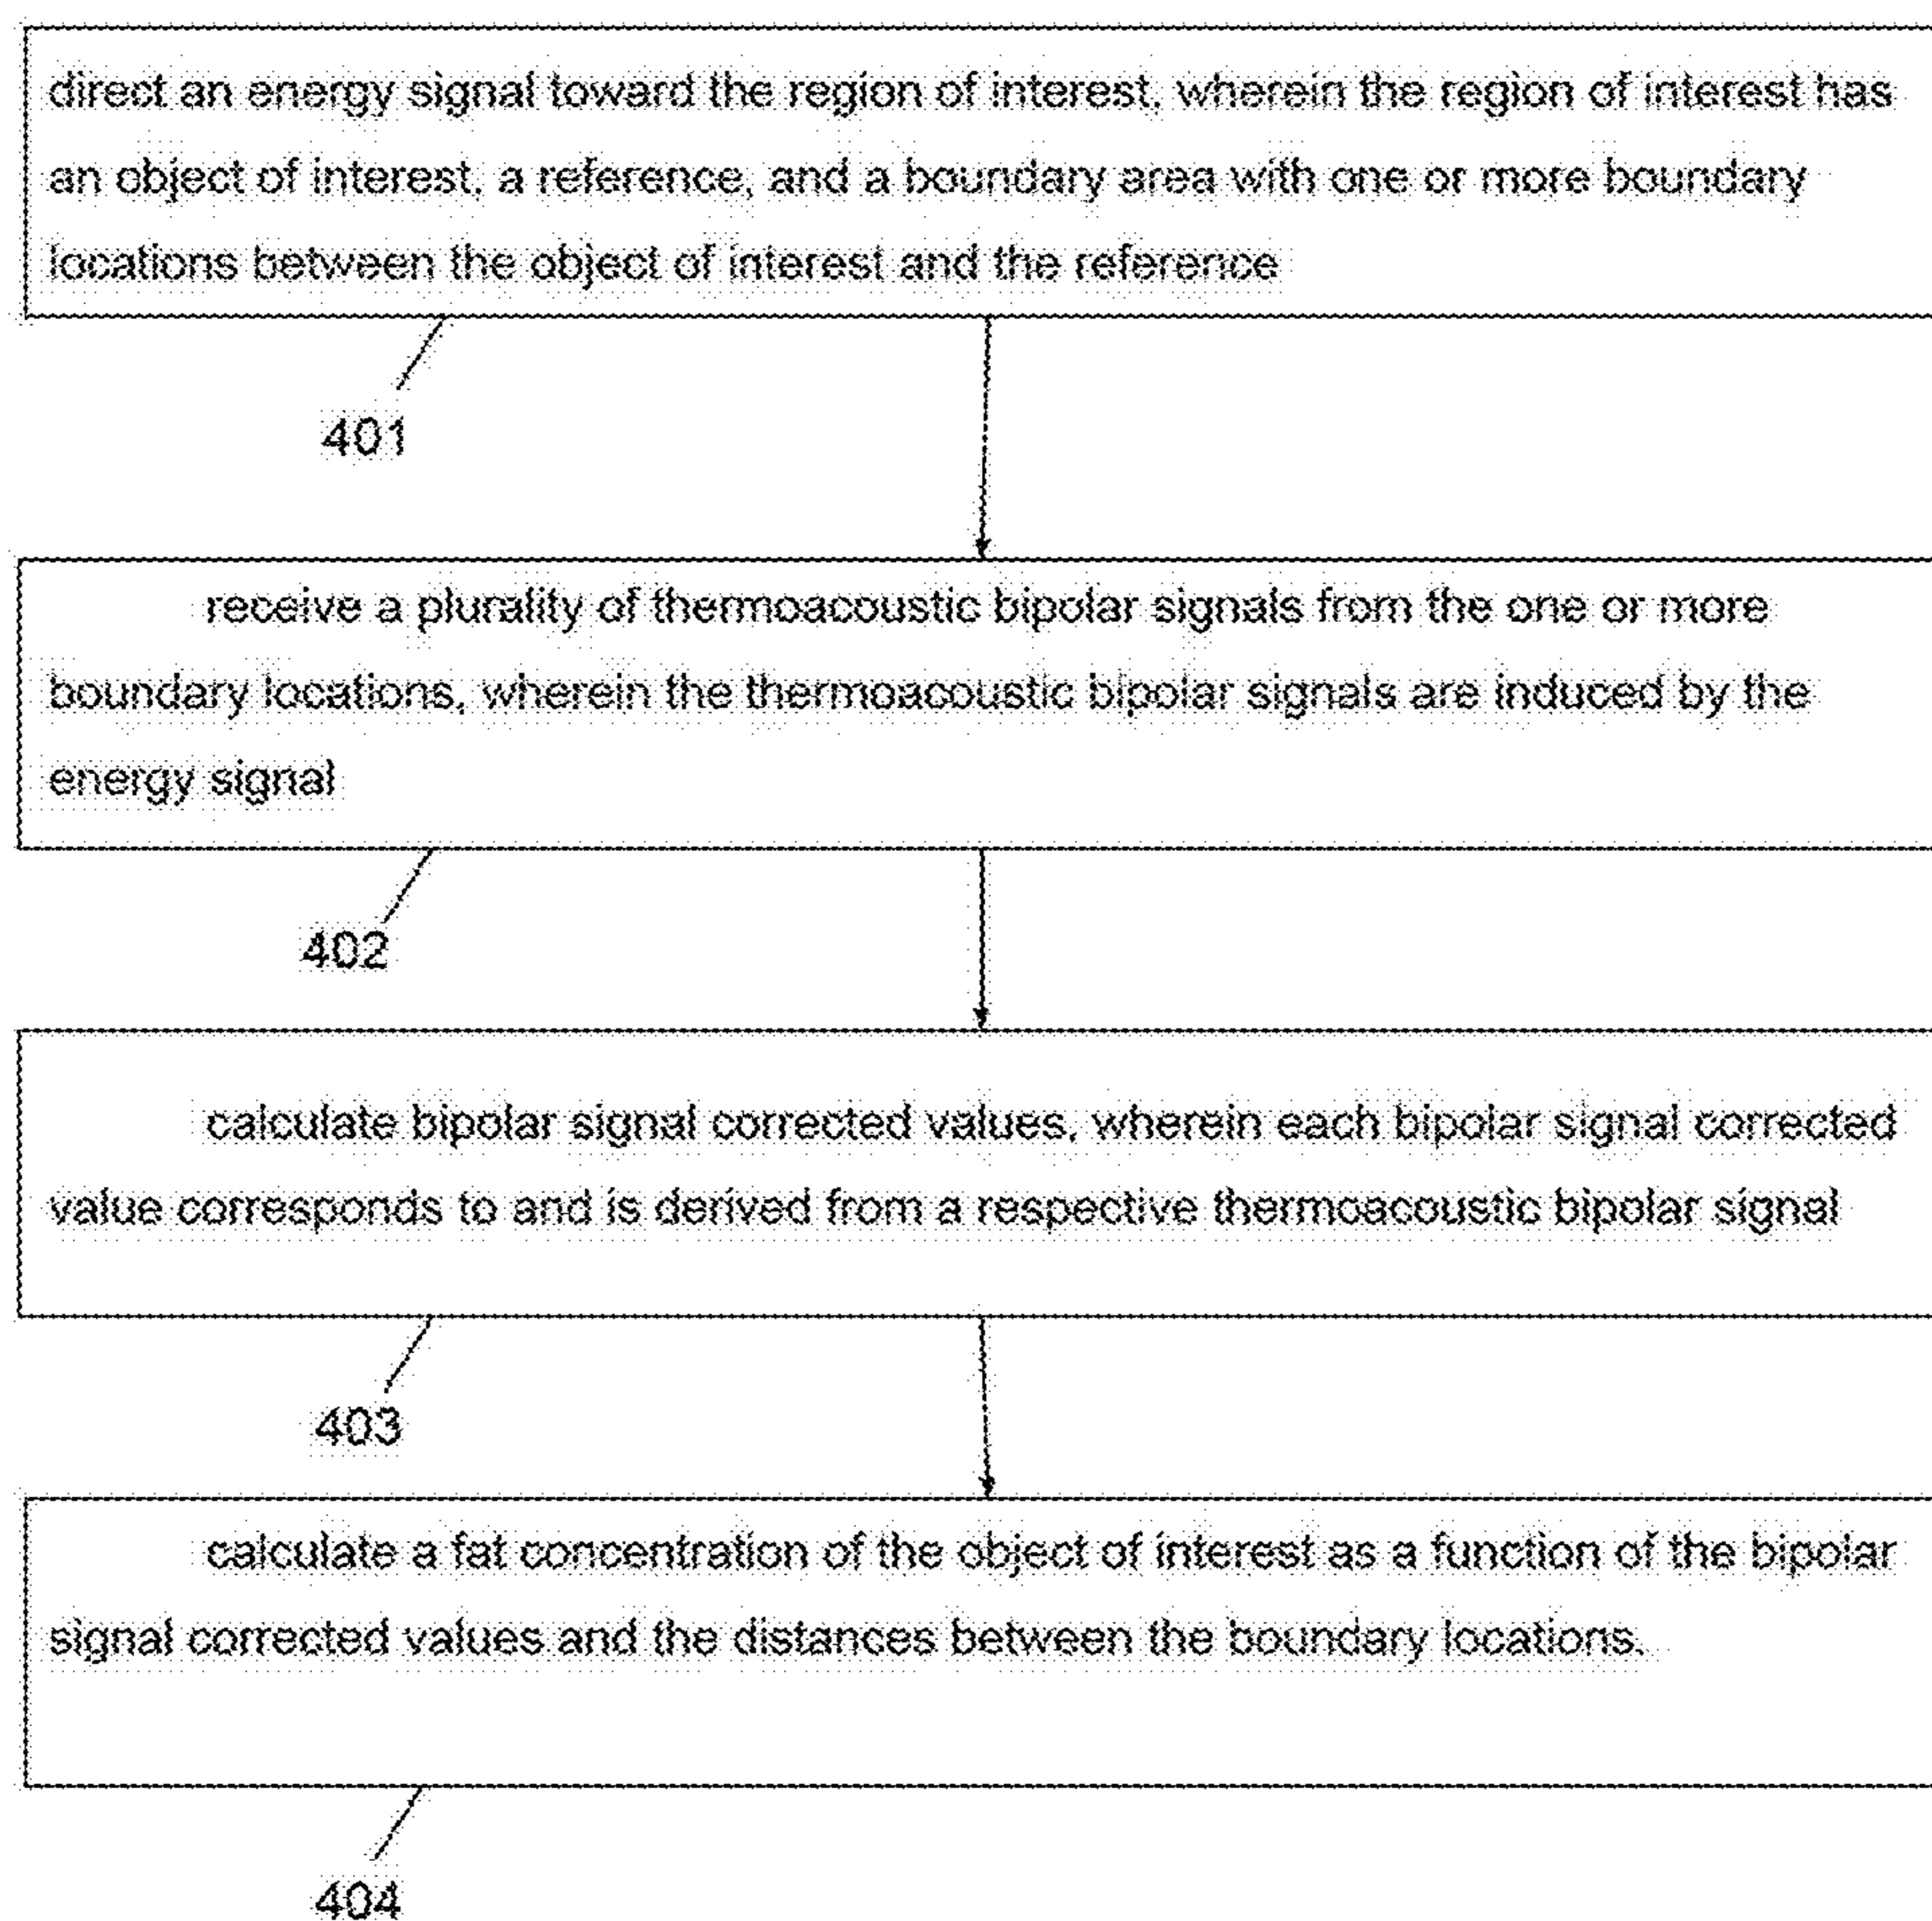 direct an energy signal toward the region of interest, wherein the region of interest has
an object of interest, a reference, and a boundary area with one or more boundary
locations between the object of interest and the reference
401
receive a plurality of thermoacoustic bipolar signals from the one or more
boundary locations, wherein the thermoacoustic bipolar signals are induced by the
energy signal
402
calculate bipolar signal corrected values, wherein each bipolar signal corrected
value corresponds to and is derived from a respective thermoacoustic bipolar signal
403
calculate a fat concentration of the object of interest as a function of the bipolar
signal corrected values and the distances between the boundary locations.
404